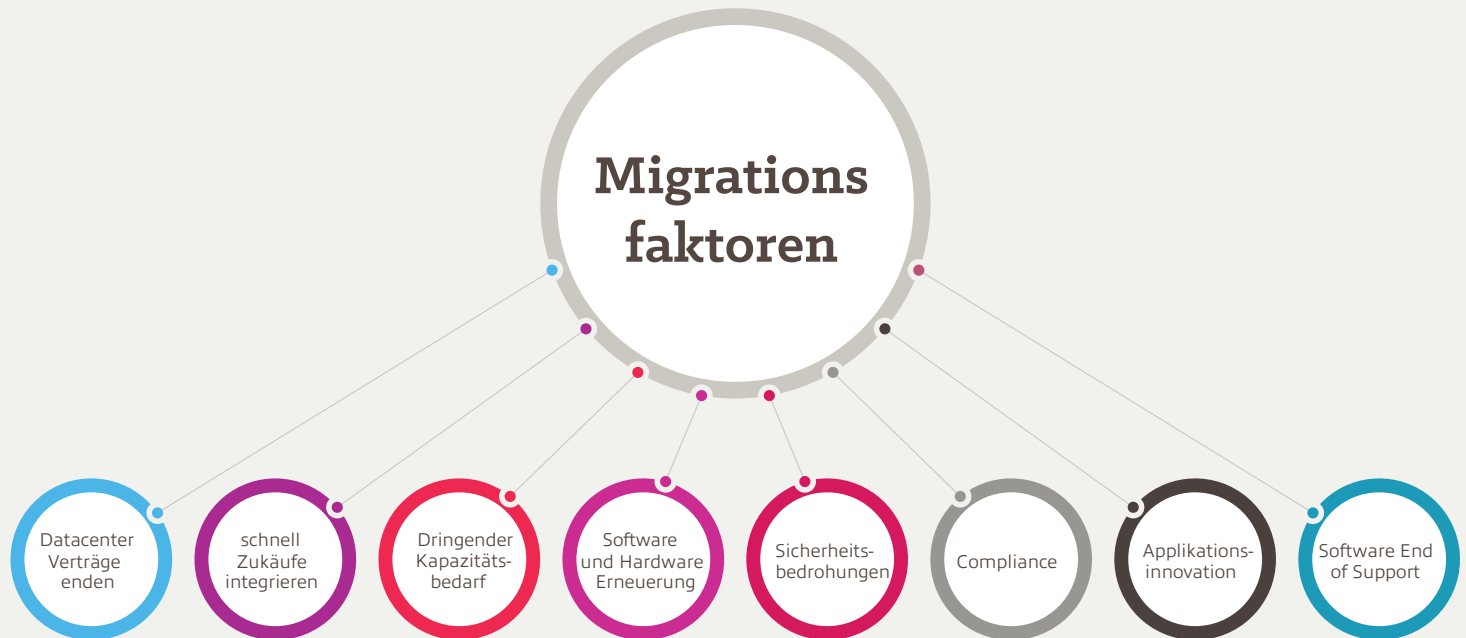 Migrations
faktoren
Datacenter
Verträge
enden
schnell
Zukäufe
integrieren
Dringender
Kapazitäts-
bedarf
Software
und Hardware
Erneuerung
Sicherheits-
bedrohungen
Compliance
Applikations-
innovation
Software End
of Support